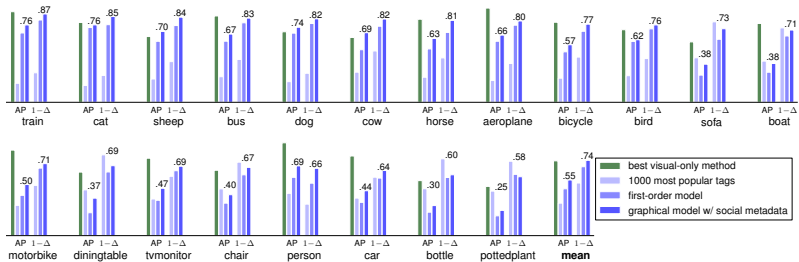 .76 .87 .76 .85 .70 .84 .67 .83 .74 .82 .69 .82 .63 .81 .66 .80 .57 .77 .62 .76 .38 .73 .38 .71
AP 1−Δ AP 1−Δ AP 1−Δ AP 1−Δ AP 1−Δ AP 1−Δ AP 1−Δ AP 1−Δ AP 1−Δ AP 1−Δ AP 1−Δ AP 1−Δ
train cat sheep bus dog cow horse aeroplane bicycle bird sofa boat
.50 .71 .37 .69 .47 .69 .40 .67 .69 .66 .44 .64 .30 .60 .25 .58 .55 .74
AP 1−Δ AP 1−Δ AP 1−Δ AP 1−Δ AP 1−Δ AP 1−Δ AP 1−Δ AP 1−Δ AP 1−Δ
motorbike diningtable tvmonitor chair person car bottle pottedplant mean
best visual-only method
1000 most popular tags
first-order model
graphical model w/ social metadata